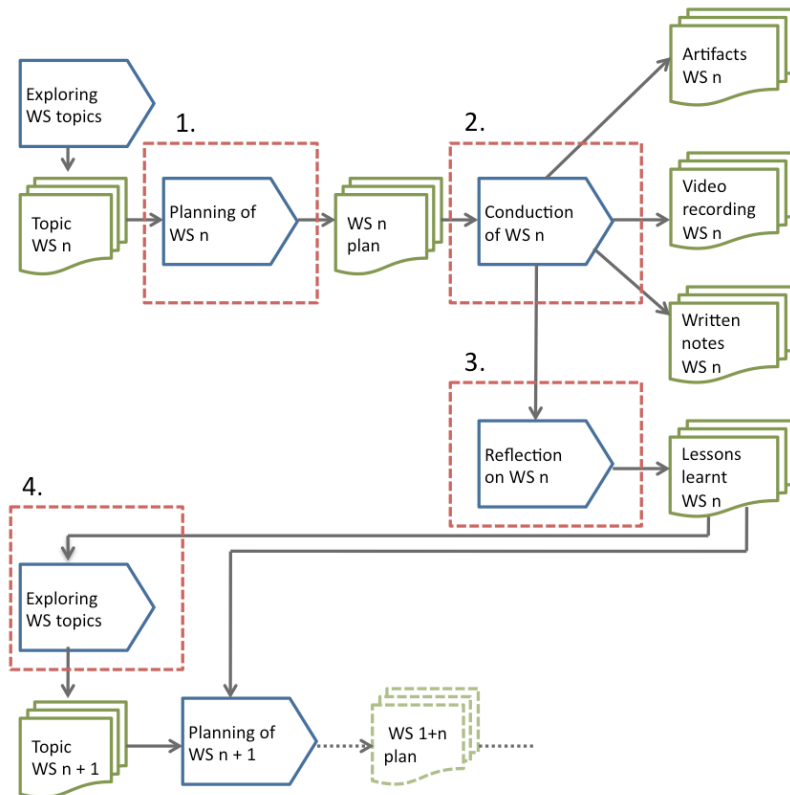 Artifacts
WS n
Exploring
WS topics
1.
2.
Topic
WS n
Planning of
WS n
WS n
plan
Conduction
of WS n
Video
recording
WS n
Written
notes
WS n
3.
Reflection
on WS n
Lessons
learnt
WS n
4.
Exploring
WS topics
Topic
WS n + 1
Planning of
WS n + 1
WS 1+n
plan